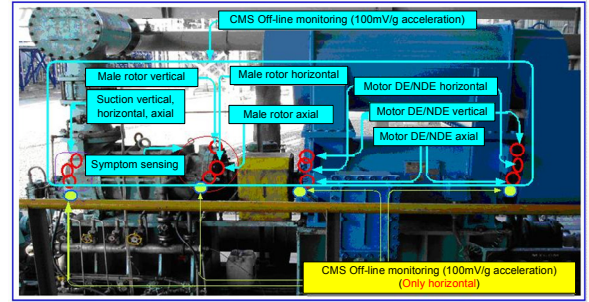 CMS Off-line monitoring (100mV/g acceleration)
Male rotor vertical
Male rotor horizontal
Suction vertical,
horizontal, axial
Motor DE/NDE horizontal
Male rotor axial
Motor DE/NDE vertical
Motor DE/NDE axial
Symptom sensing
CMS Off-line monitoring (100mV/g acceleration)
(Only horizontal)